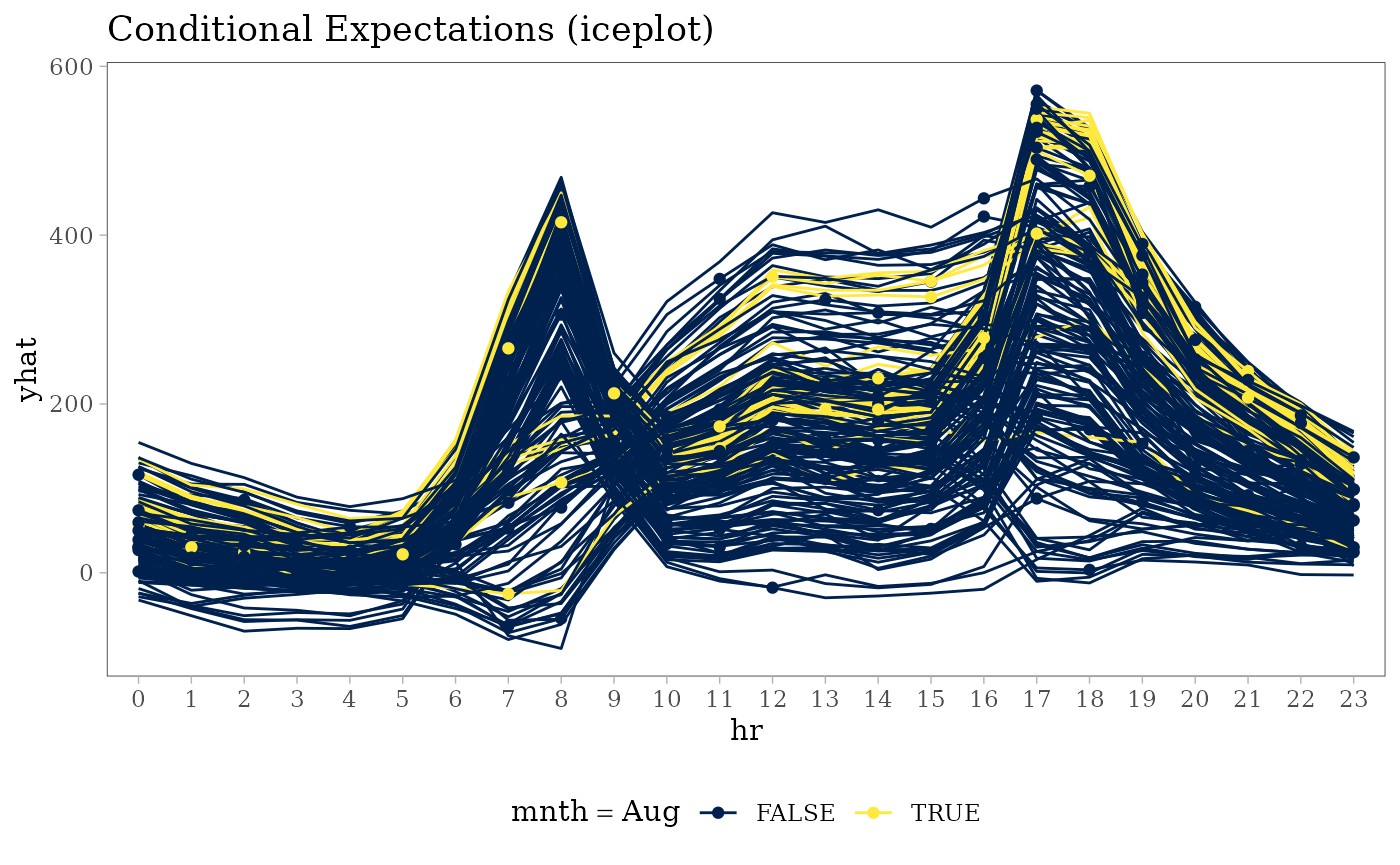 Conditional Expectations (iceplot)
600
400
200
0
yhat
0 1 2 3 4 5 6 7 8 9 10 11 12 13 14 15 16 17 18 19 20 21 22 23
hr
mnth = Aug FALSE TRUE